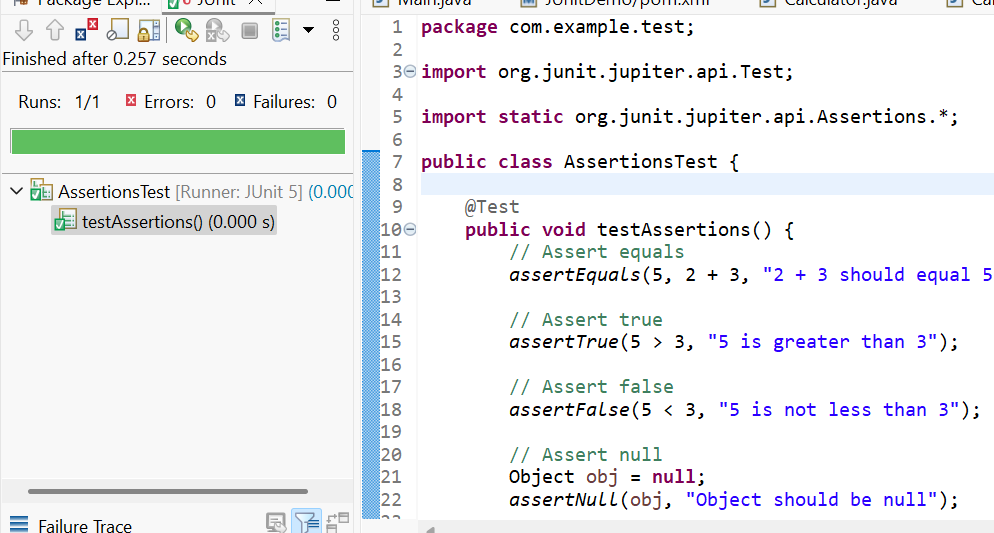 Package Expl...
JUnit
Finished after 0.257 seconds
Runs: 1/1 Errors: 0 Failures: 0
AssertionsTest [Runner: JUnit 5] (0.000
testAssertions() (0.000 s)
Failure Trace
Main.java JUnitDemo/pom.xml Calculator.java
1 package com.example.test;
2
3 import org.junit.jupiter.api.Test;
4
5 import static org.junit.jupiter.api.Assertions.*;
6
7 public class AssertionsTest {
8
9 @Test
10 public void testAssertions() {
11 // Assert equals
12 assertEquals(5, 2 + 3, "2 + 3 should equal 5
13
14 // Assert true
15 assertTrue(5 > 3, "5 is greater than 3");
16
17 // Assert false
18 assertFalse(5 < 3, "5 is not less than 3");
19
20 // Assert null
21 Object obj = null;
22 assertNull(obj, "Object should be null");